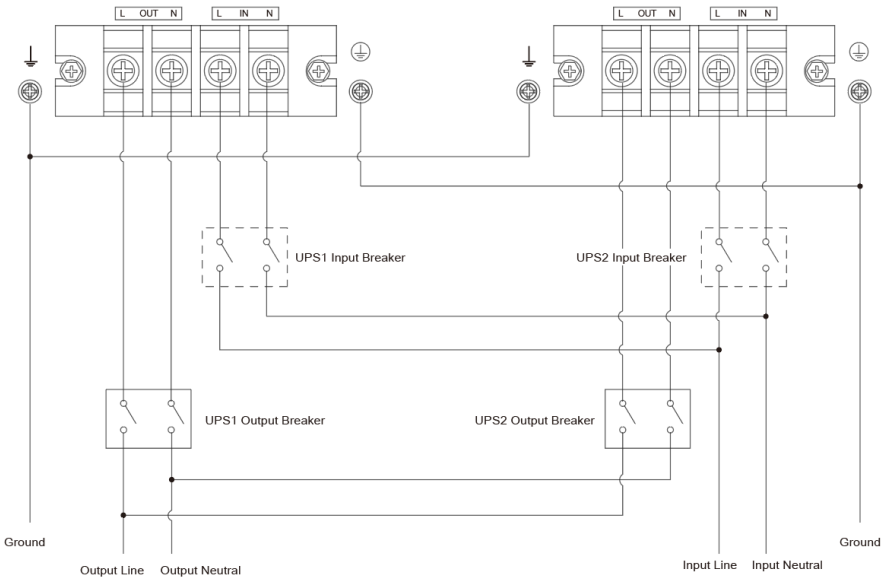 L OUT N L IN N L OUT N L IN N
UPS1 Input Breaker UPS2 Input Breaker
UPS1 Output Breaker UPS2 Output Breaker
Ground Ground
Output Line Output Neutral Input Line Input Neutral